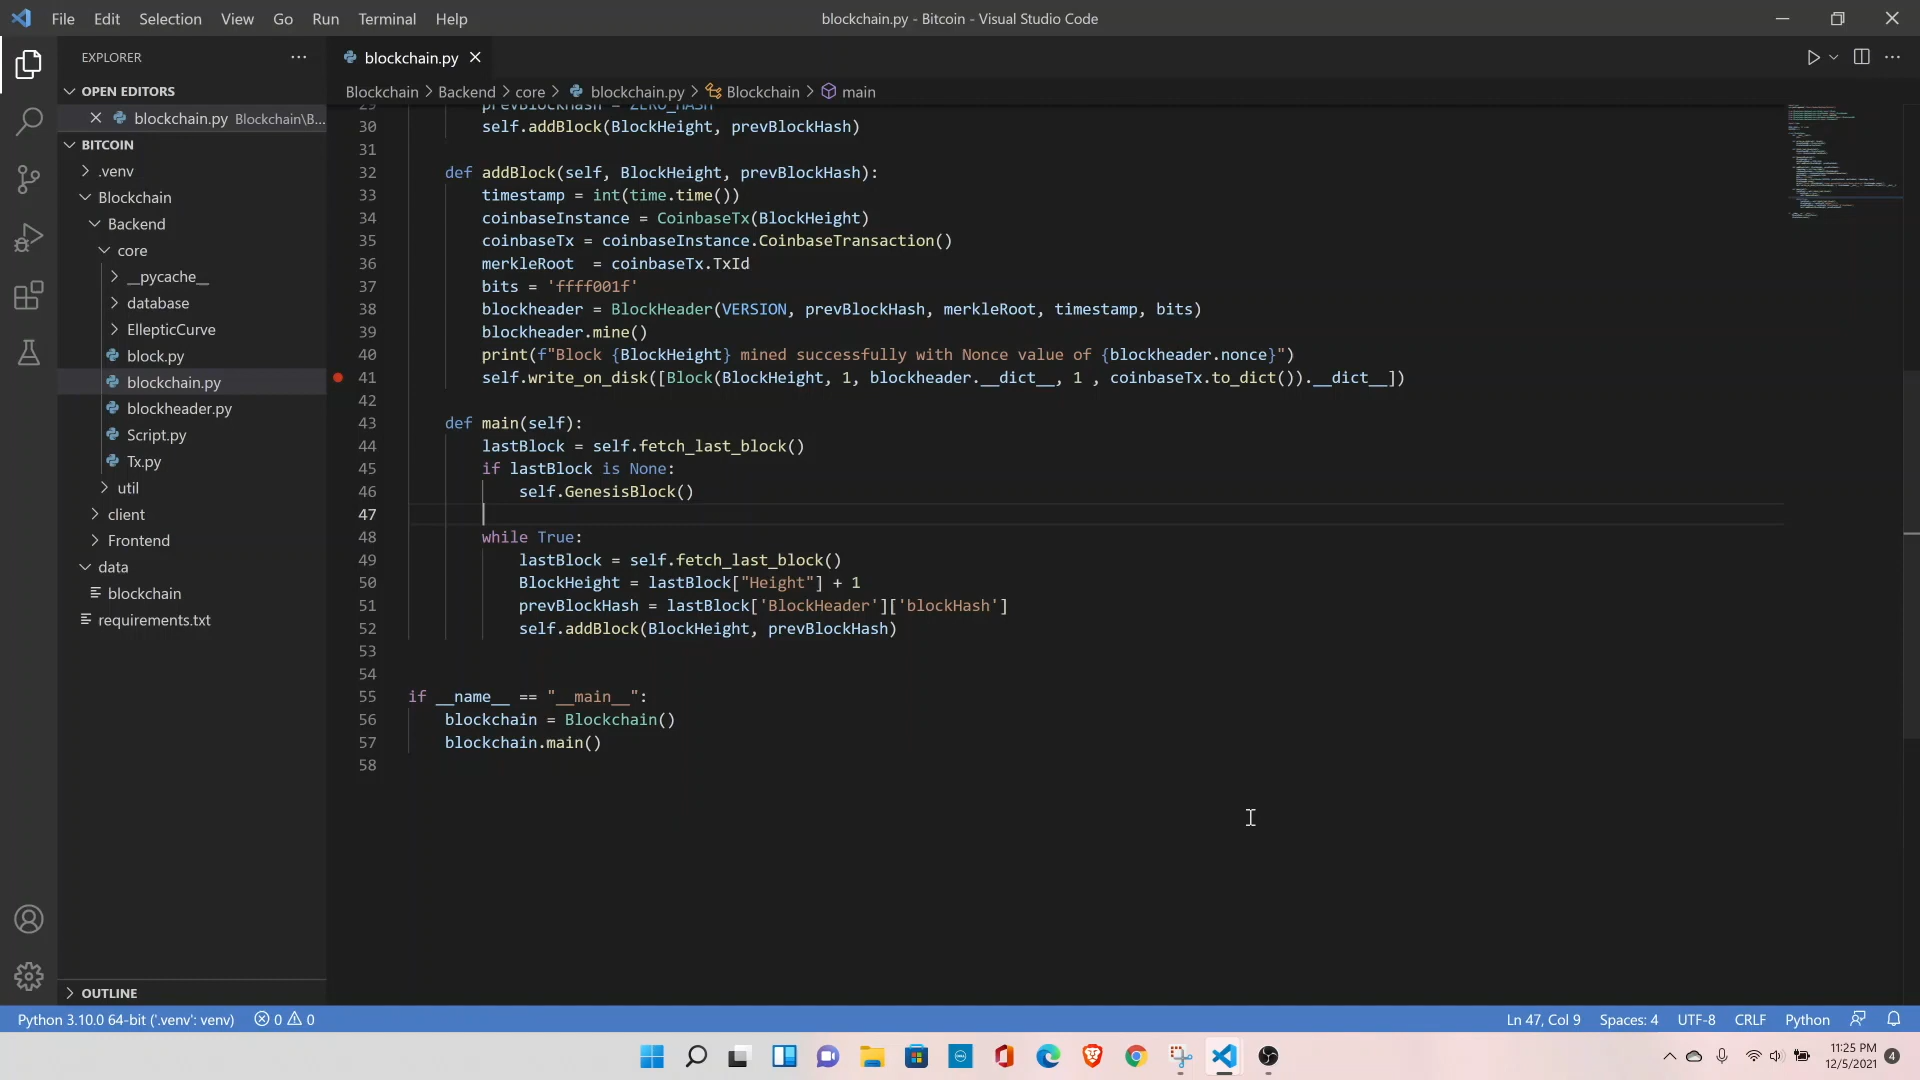 File Edit Selection View Go Run Terminal Help
blockchain.py - Bitcoin - Visual Studio Code
EXPLORER
OPEN EDITORS
blockchain.py Blockchain\B...
BITCOIN
.venv
Blockchain
Backend
core
__pycache__
database
EllepticCurve
block.py
blockchain.py
blockheader.py
Script.py
Tx.py
util
client
Frontend
data
blockchain
requirements.txt
OUTLINE
blockchain.py
Blockchain > Backend > core > blockchain.py > Blockchain > main
29 prevBlockHash = ZERO_HASH
30 self.addBlock(BlockHeight, prevBlockHash)
31
32 def addBlock(self, BlockHeight, prevBlockHash):
33 timestamp = int(time.time())
34 coinbaseInstance = CoinbaseTx(BlockHeight)
35 coinbaseTx = coinbaseInstance.CoinbaseTransaction()
36 merkleRoot  = coinbaseTx.TxId
37 bits = 'ffff001f'
38 blockheader = BlockHeader(VERSION, prevBlockHash, merkleRoot, timestamp, bits)
39 blockheader.mine()
40 print(f"Block {BlockHeight} mined successfully with Nonce value of {blockheader.nonce}")
41 self.write_on_disk([Block(BlockHeight, 1, blockheader.__dict__, 1 , coinbaseTx.to_dict()).__dict__])
42
43 def main(self):
44 lastBlock = self.fetch_last_block()
45 if lastBlock is None:
46 self.GenesisBlock()
47
48 while True:
49 lastBlock = self.fetch_last_block()
50 BlockHeight = lastBlock["Height"] + 1
51 prevBlockHash = lastBlock['BlockHeader']['blockHash']
52 self.addBlock(BlockHeight, prevBlockHash)
53
54
55 if __name__ == "__main__":
56 blockchain = Blockchain()
57 blockchain.main()
58
Python 3.10.0 64-bit ('.venv': venv) 0 0
Ln 47, Col 9 Spaces: 4 UTF-8 CRLF Python
11:25 PM
12/5/2021
4